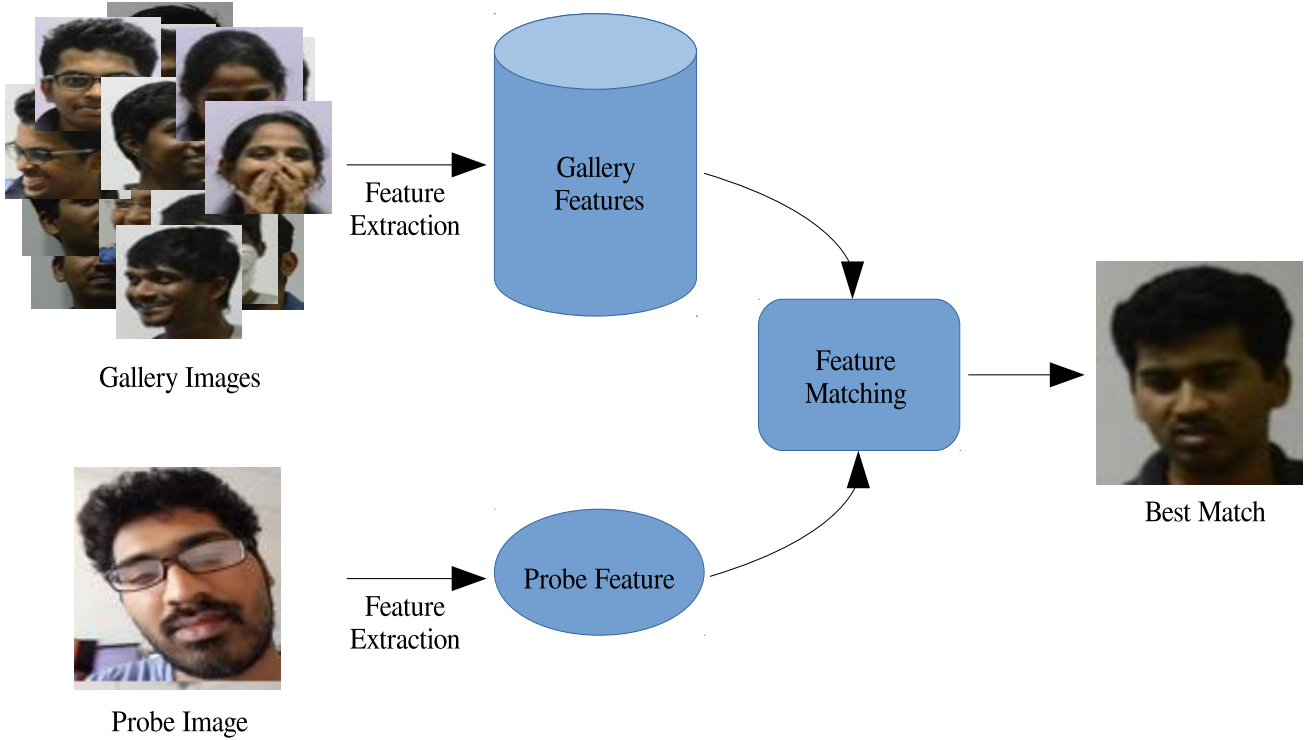 Gallery Images
Feature
Extraction
Gallery
Features
Feature
Matching
Best Match
Probe Image
Feature
Extraction
Probe Feature